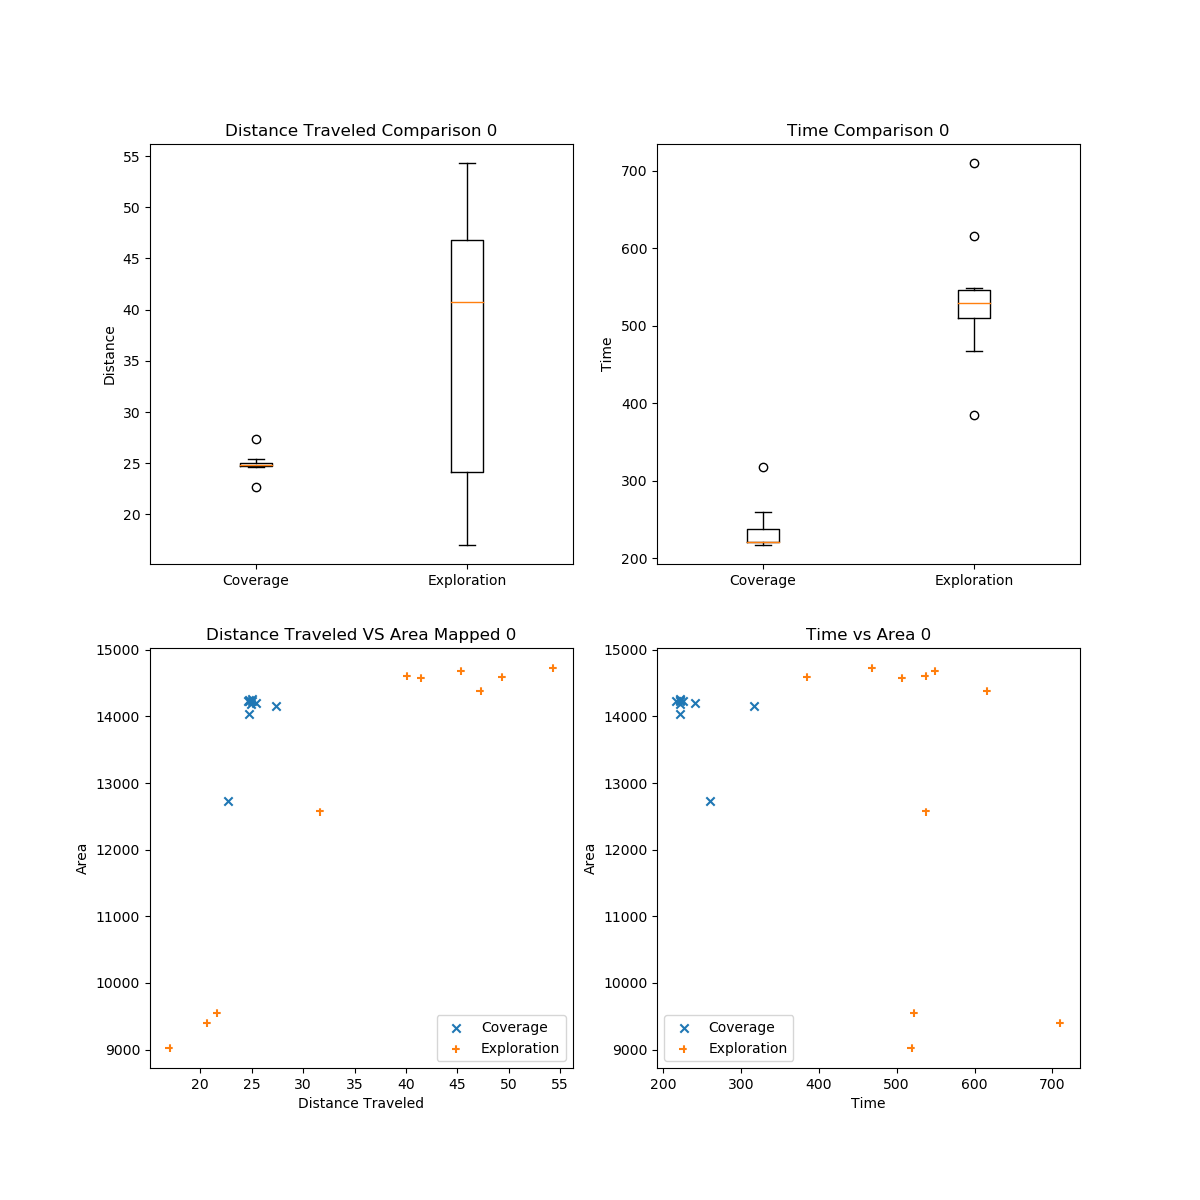 Distance Traveled Comparison 0
55
50
45
40
35
30
25
20
Distance
Coverage
Exploration
Time Comparison 0
700
600
500
400
300
200
Time
Coverage
Exploration
Distance Traveled VS Area Mapped 0
15000
14000
13000
12000
11000
10000
9000
Area
Coverage
Exploration
20 25 30 35 40 45 50 55
Distance Traveled
Time vs Area 0
15000
14000
13000
12000
11000
10000
9000
Area
Coverage
Exploration
200 300 400 500 600 700
Time